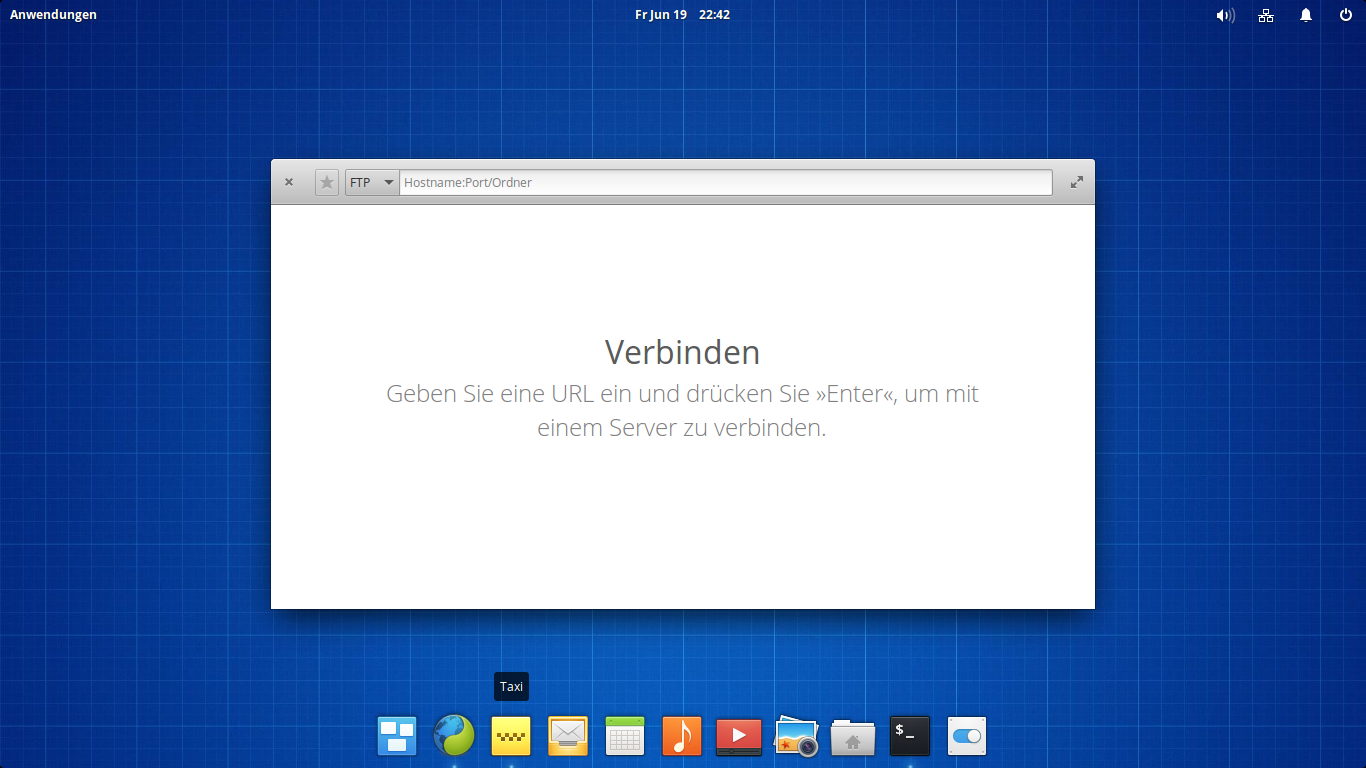 Anwendungen
Fr Jun 19 22:42
FTP
Hostname:Port/Ordner
Verbinden
Geben Sie eine URL ein und drücken Sie »Enter«, um mit
einem Server zu verbinden.
Taxi
$_